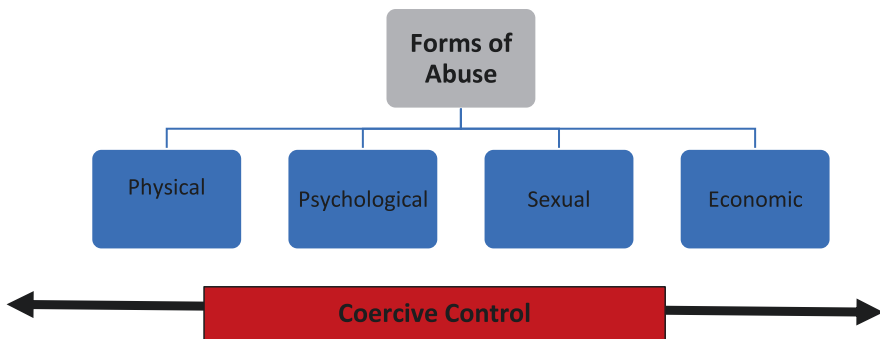 Forms of
Abuse
Physical
Psychological
Sexual
Economic
Coercive Control